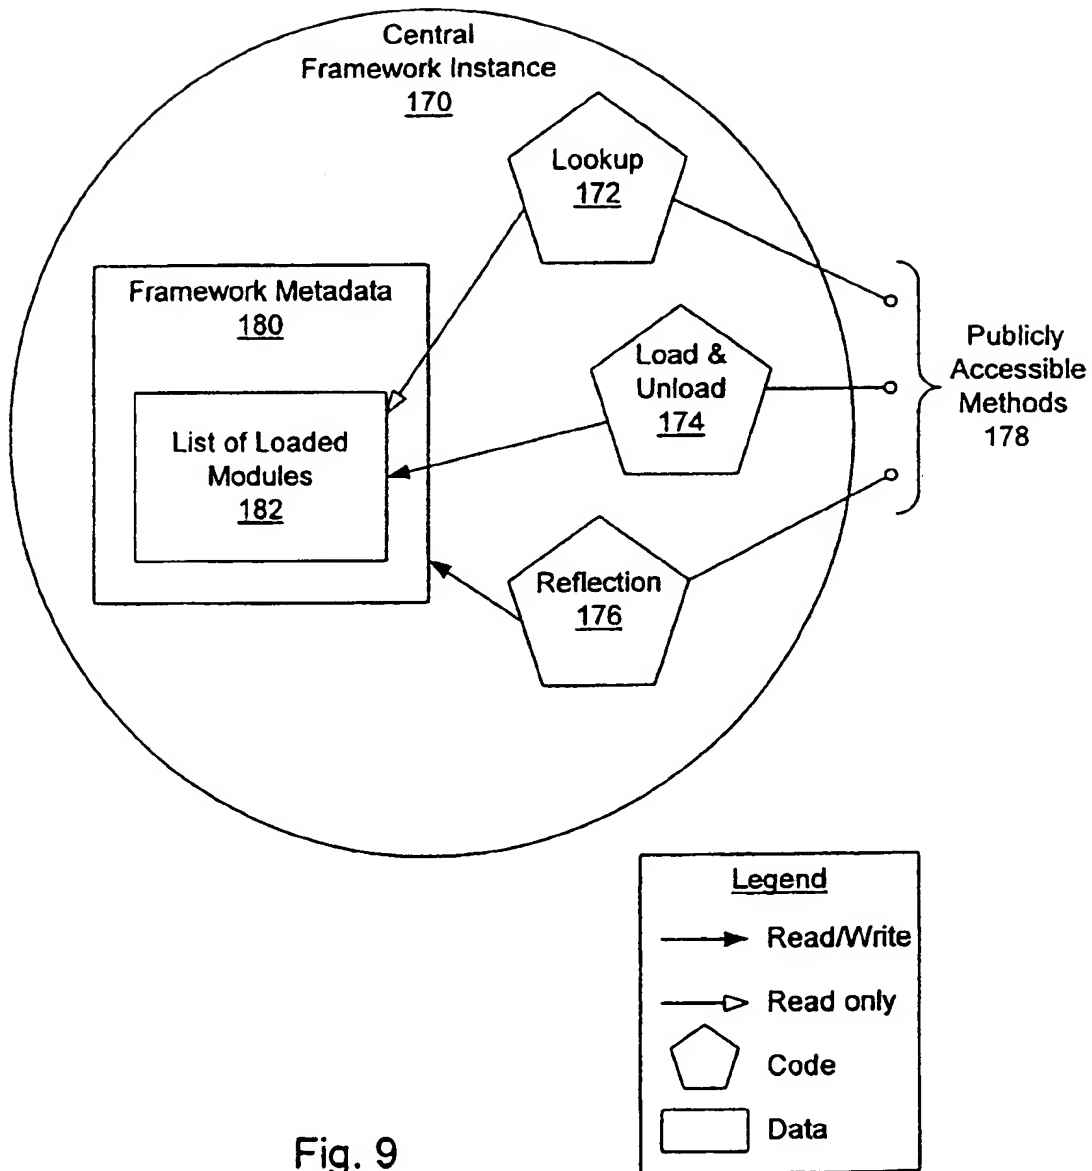 Central
Framework Instance
170
Lookup
172
Framework Metadata
180
List of Loaded
Modules
182
Load &
Unload
174
Reflection
176
Publicly
Accessible
Methods
178
Legend
Read/Write
Read only
Code
Data
Fig. 9